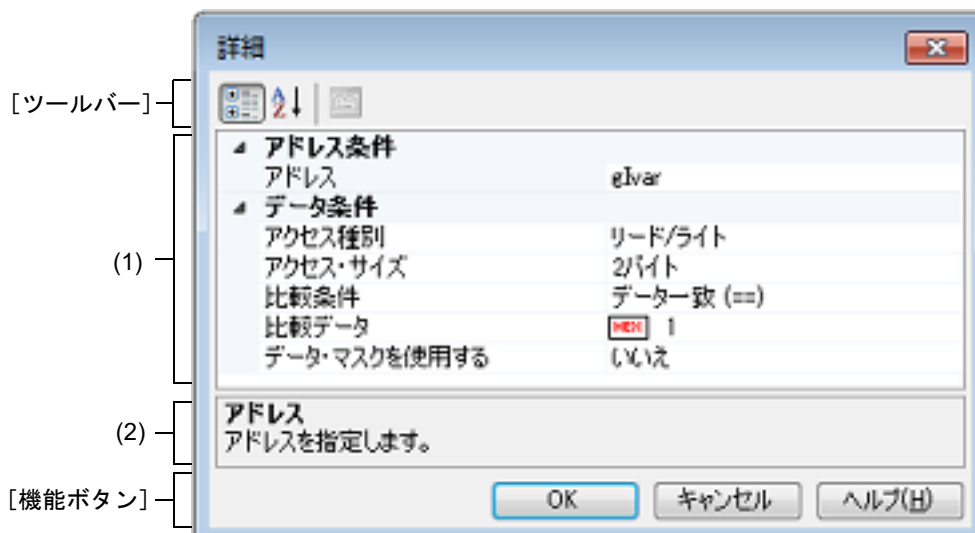 詳細
[ツールバー]
アドレス条件
アドレス glvar
データ条件
アクセス種別 リード/ライト
アクセス・サイズ 2バイト
比較条件 データ一致 (==)
比較データ HEX 1
データ・マスクを使用する いいえ
(1)
アドレス
アドレスを指定します。
(2)
[機能ボタン]
OK キャンセル ヘルプ(H)